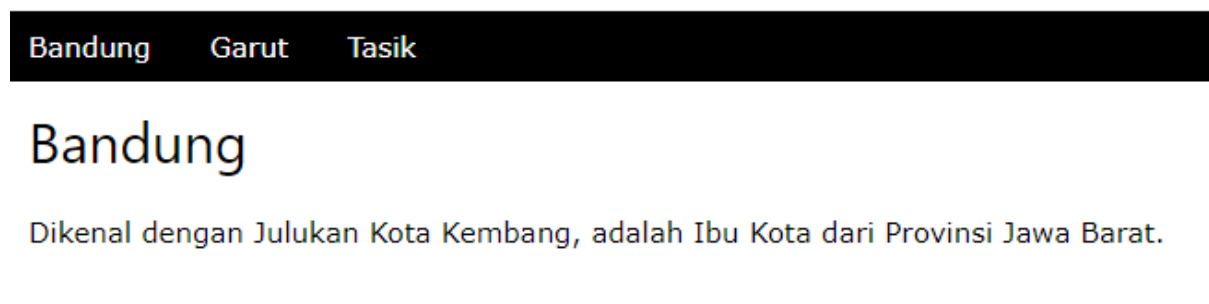 Bandung Garut Tasik
Bandung
Dikenal dengan Julukan Kota Kembang, adalah Ibu Kota dari Provinsi Jawa Barat.